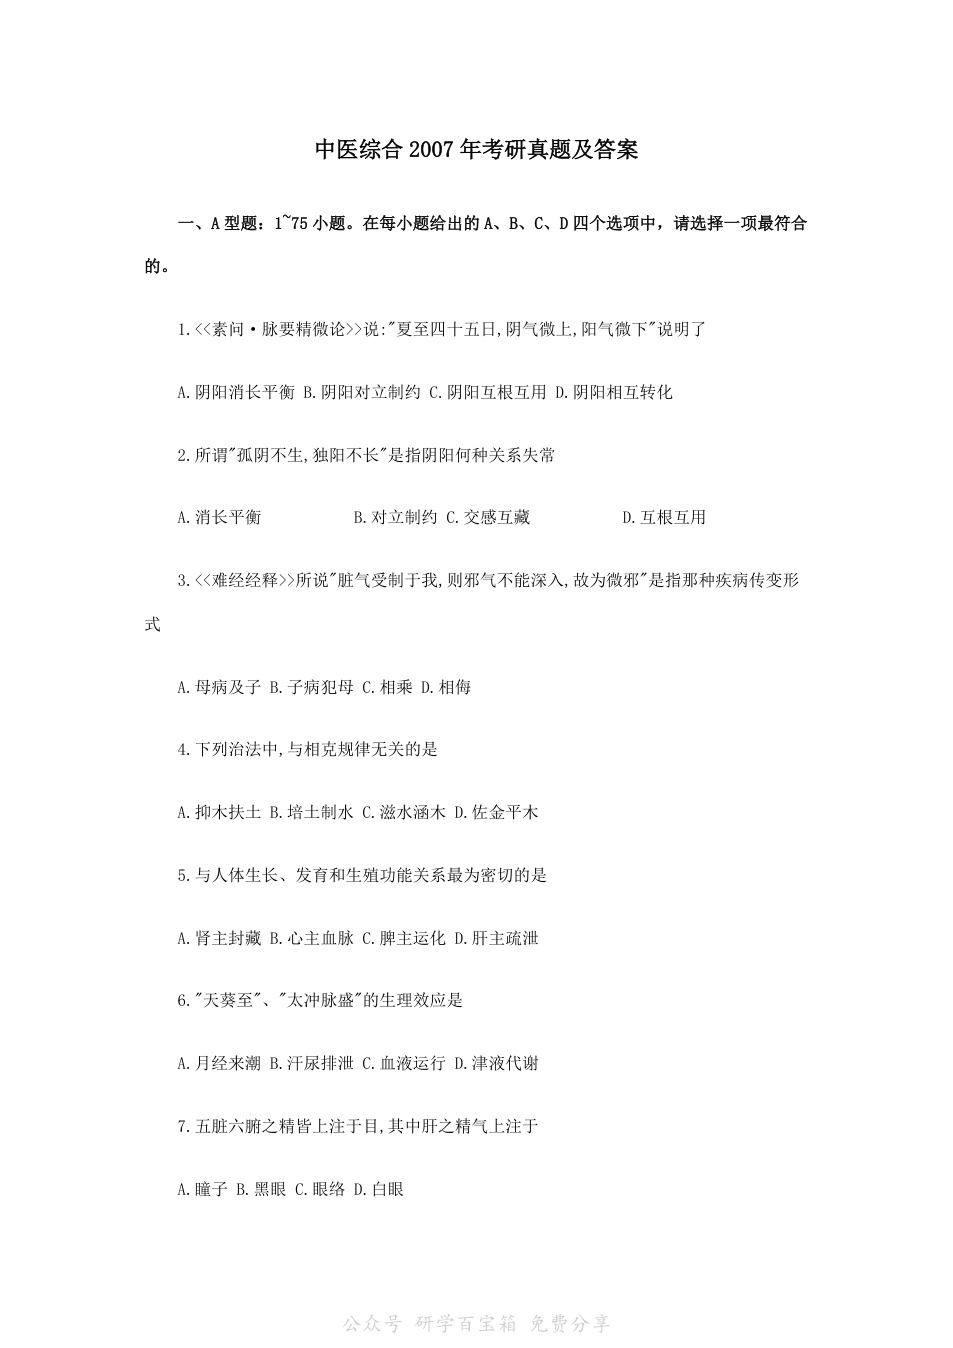 中医综合 2007 年考研真题及答案
一、A 型题：1~75 小题。在每小题给出的 A、B、C、D 四个选项中，请选择一项最符合
的。
1.<<素问·脉要精微论>>说:"夏至四十五日,阴气微上,阳气微下"说明了
A.阴阳消长平衡 B.阴阳对立制约 C.阴阳互根互用 D.阴阳相互转化
2.所谓"孤阴不生,独阳不长"是指阴阳何种关系失常
A.消长平衡 B.对立制约 C.交感互藏 D.互根互用
3.<<难经经释>>所说"脏气受制于我,则邪气不能深入,故为微邪"是指那种疾病传变形
式
A.母病及子 B.子病犯母 C.相乘 D.相侮
4.下列治法中,与相克规律无关的是
A.抑木扶土 B.培土制水 C.滋水涵木 D.佐金平木
5.与人体生长、发育和生殖功能关系最为密切的是
A.肾主封藏 B.心主血脉 C.脾主运化 D.肝主疏泄
6."天葵至"、"太冲脉盛"的生理效应是
A.月经来潮 B.汗尿排泄 C.血液运行 D.津液代谢
7.五脏六腑之精皆上注于目,其中肝之精气上注于
A.瞳子 B.黑眼 C.眼络 D.白眼
公众号 研学百宝箱 免费分享